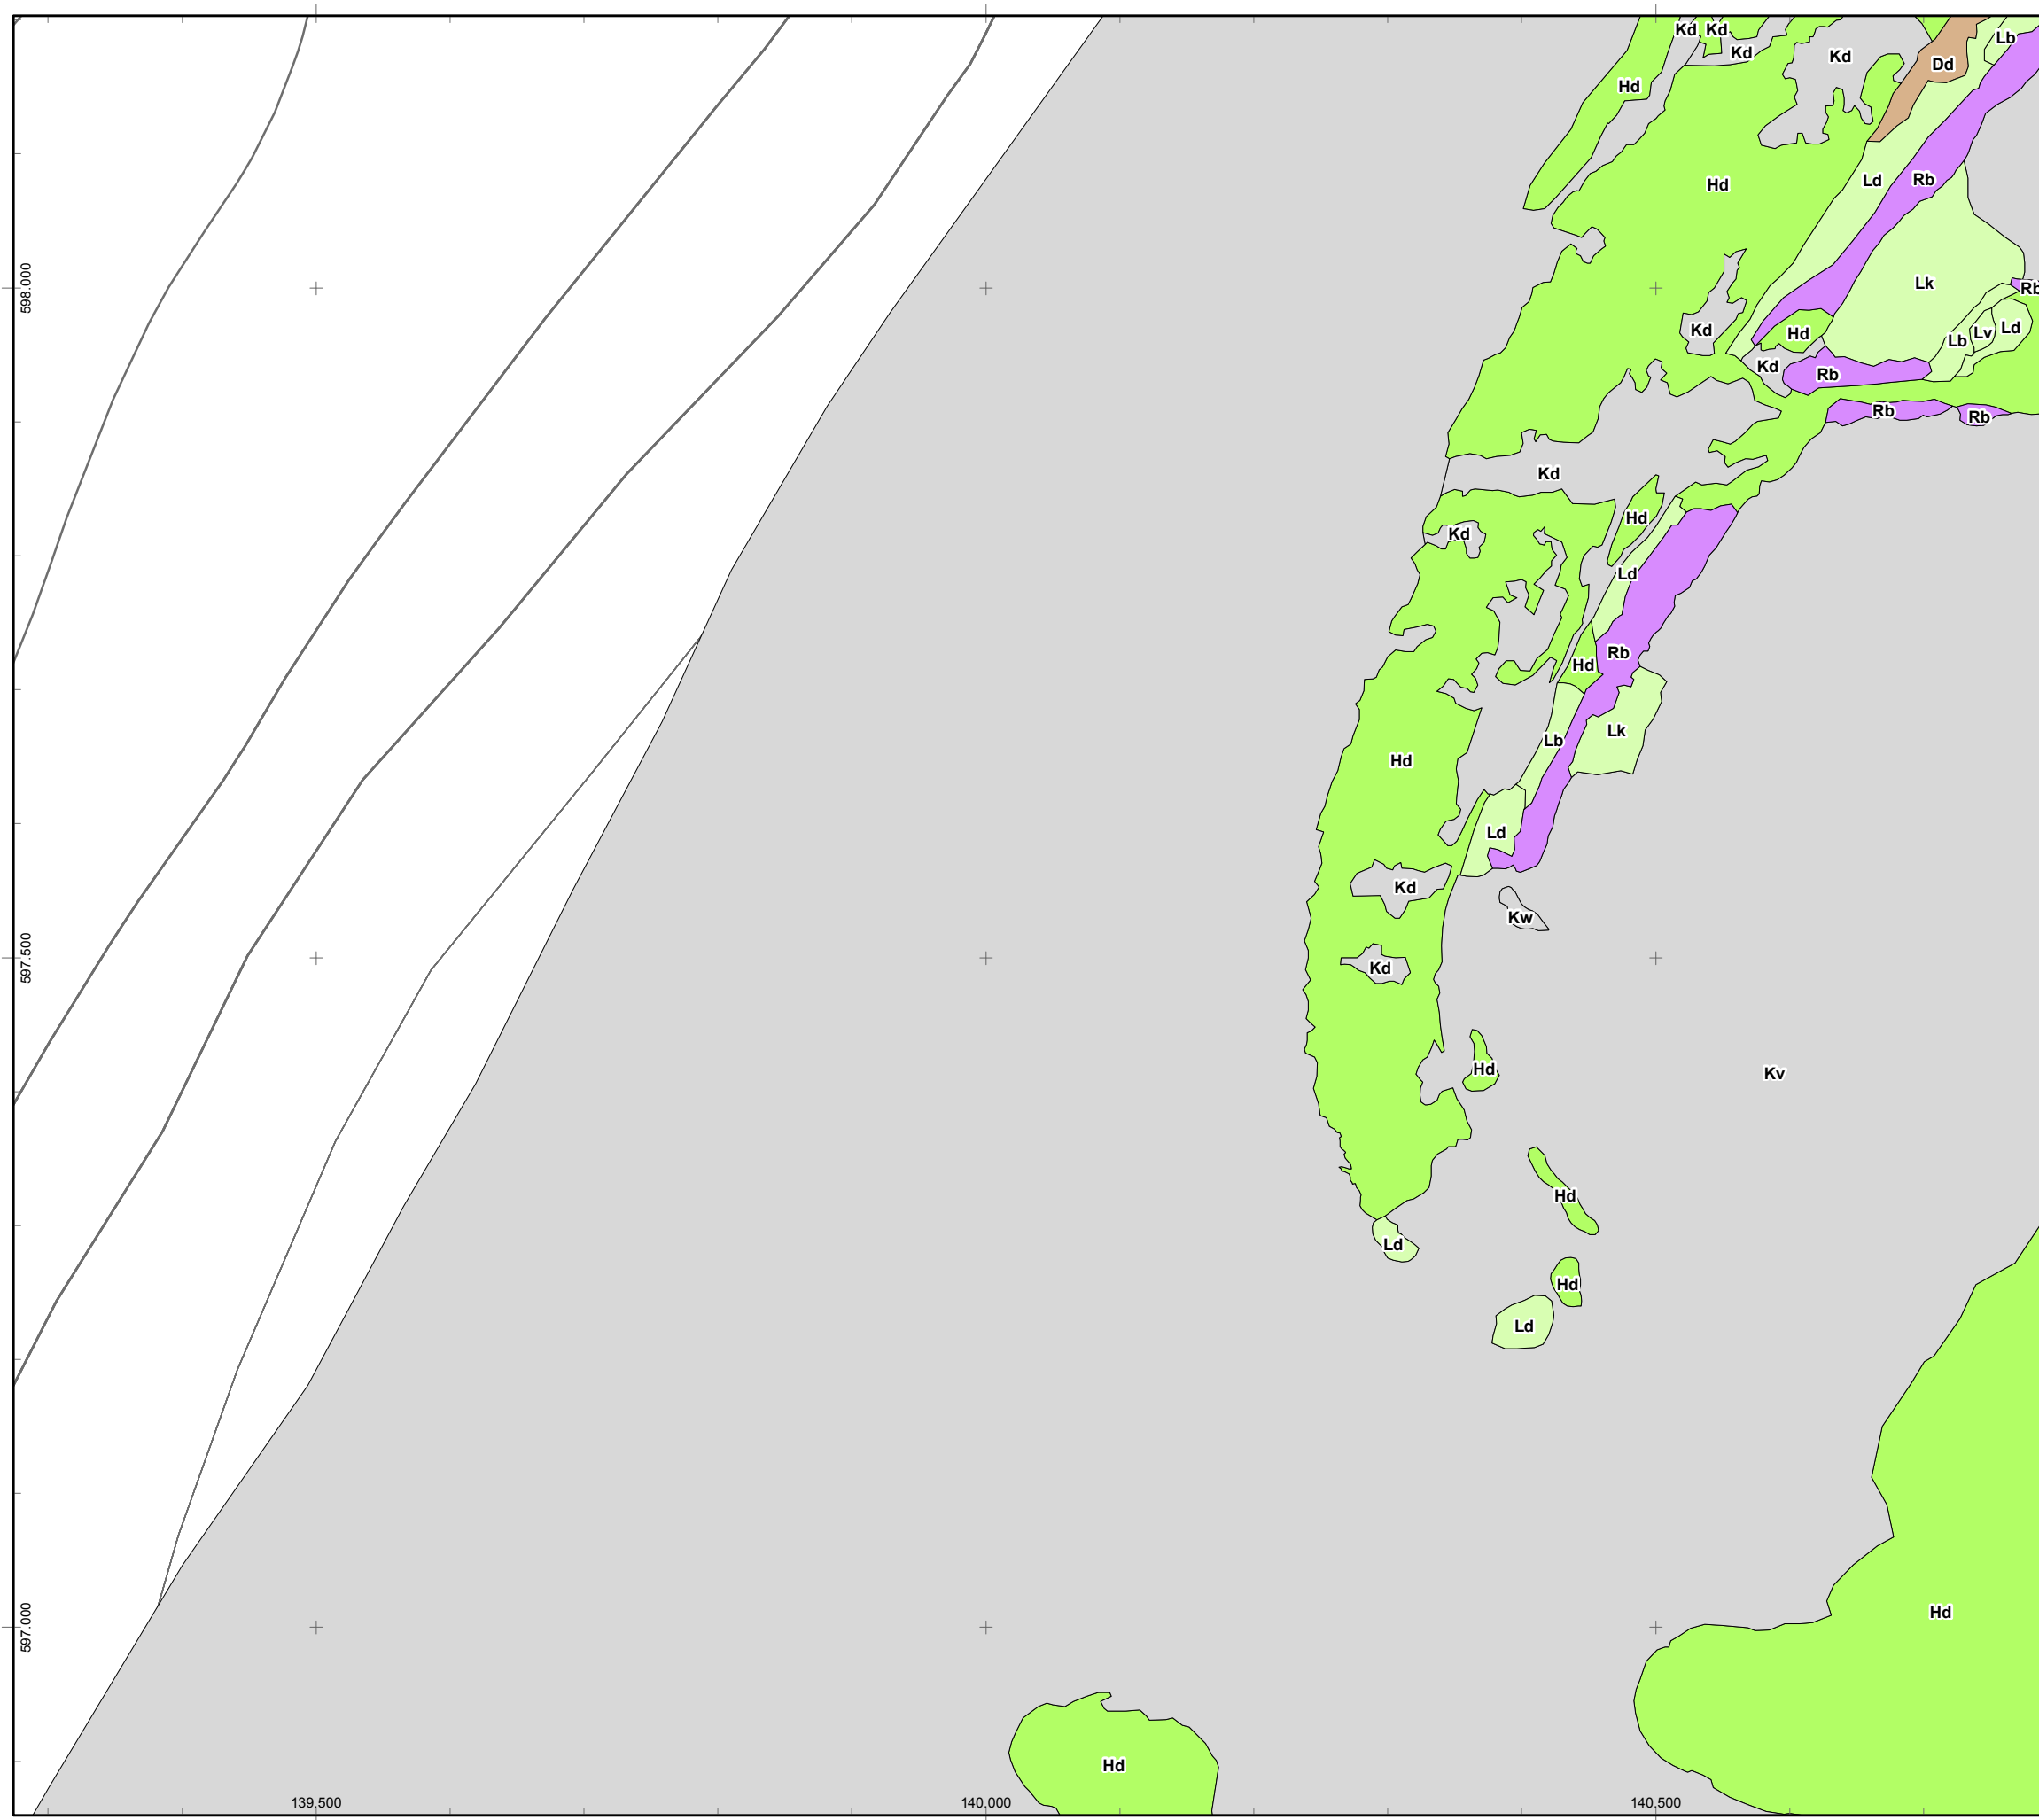 Kd Kd Lb
Kd Kd Dd
Hd
Hd Ld Rb
Lk
598.000 Rb
Kd Hd Lv Ld
Lb
Kd Rb
Rb Rb
Kd
Hd
Kd
Ld
Rb
Hd
Lk
Lb
Hd
Ld
Kd
Kw
597.500
Kd
Hd Kv
Hd
Ld
Hd
Ld
Hd
597.000
Hd
139.500 140.000 140.500